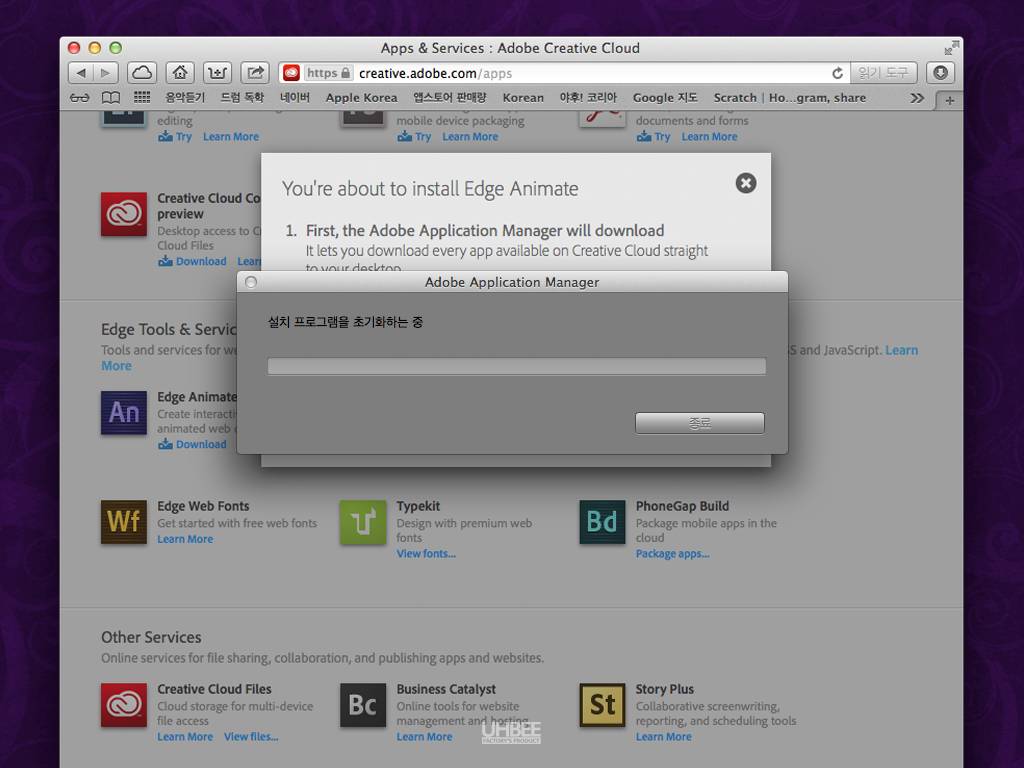 Apps & Services : Adobe Creative Cloud
https creative.adobe.com/apps
읽기 도구
음악듣기 드럼 독학 네이버 Apple Korea 앱스토어 판매량 Korean 야후! 코리아 Google 지도 Scratch | Ho...gram, share
editing
Try Learn More
mobile device packaging
Try Learn More
documents and forms
Try Learn More
You're about to install Edge Animate
1. First, the Adobe Application Manager will download
It lets you download every app available on Creative Cloud straight
to your desktop
Creative Cloud Co
preview
Desktop access to C
Cloud Files
Download Lear
Adobe Application Manager
설치 프로그램을 초기화하는 중
종료
Edge Tools & Servic
Tools and services for we
S and JavaScript. Learn
More
An
Edge Animate
Create interacti
animated web c
Download
Wf
Edge Web Fonts
Get started with free web fonts
Learn More
Typekit
Design with premium web
fonts
View fonts...
Bd
PhoneGap Build
Package mobile apps in the
cloud
Package apps...
Other Services
Online services for file sharing, collaboration, and publishing apps and websites.
Creative Cloud Files
Cloud storage for multi-device
file access
Learn More View files...
Bc
Business Catalyst
Online tools for website
management and hosting
Learn More
St
Story Plus
Collaborative screenwriting,
reporting, and scheduling tools
Learn More
UHBEE
FACTORY'S PRODUCT